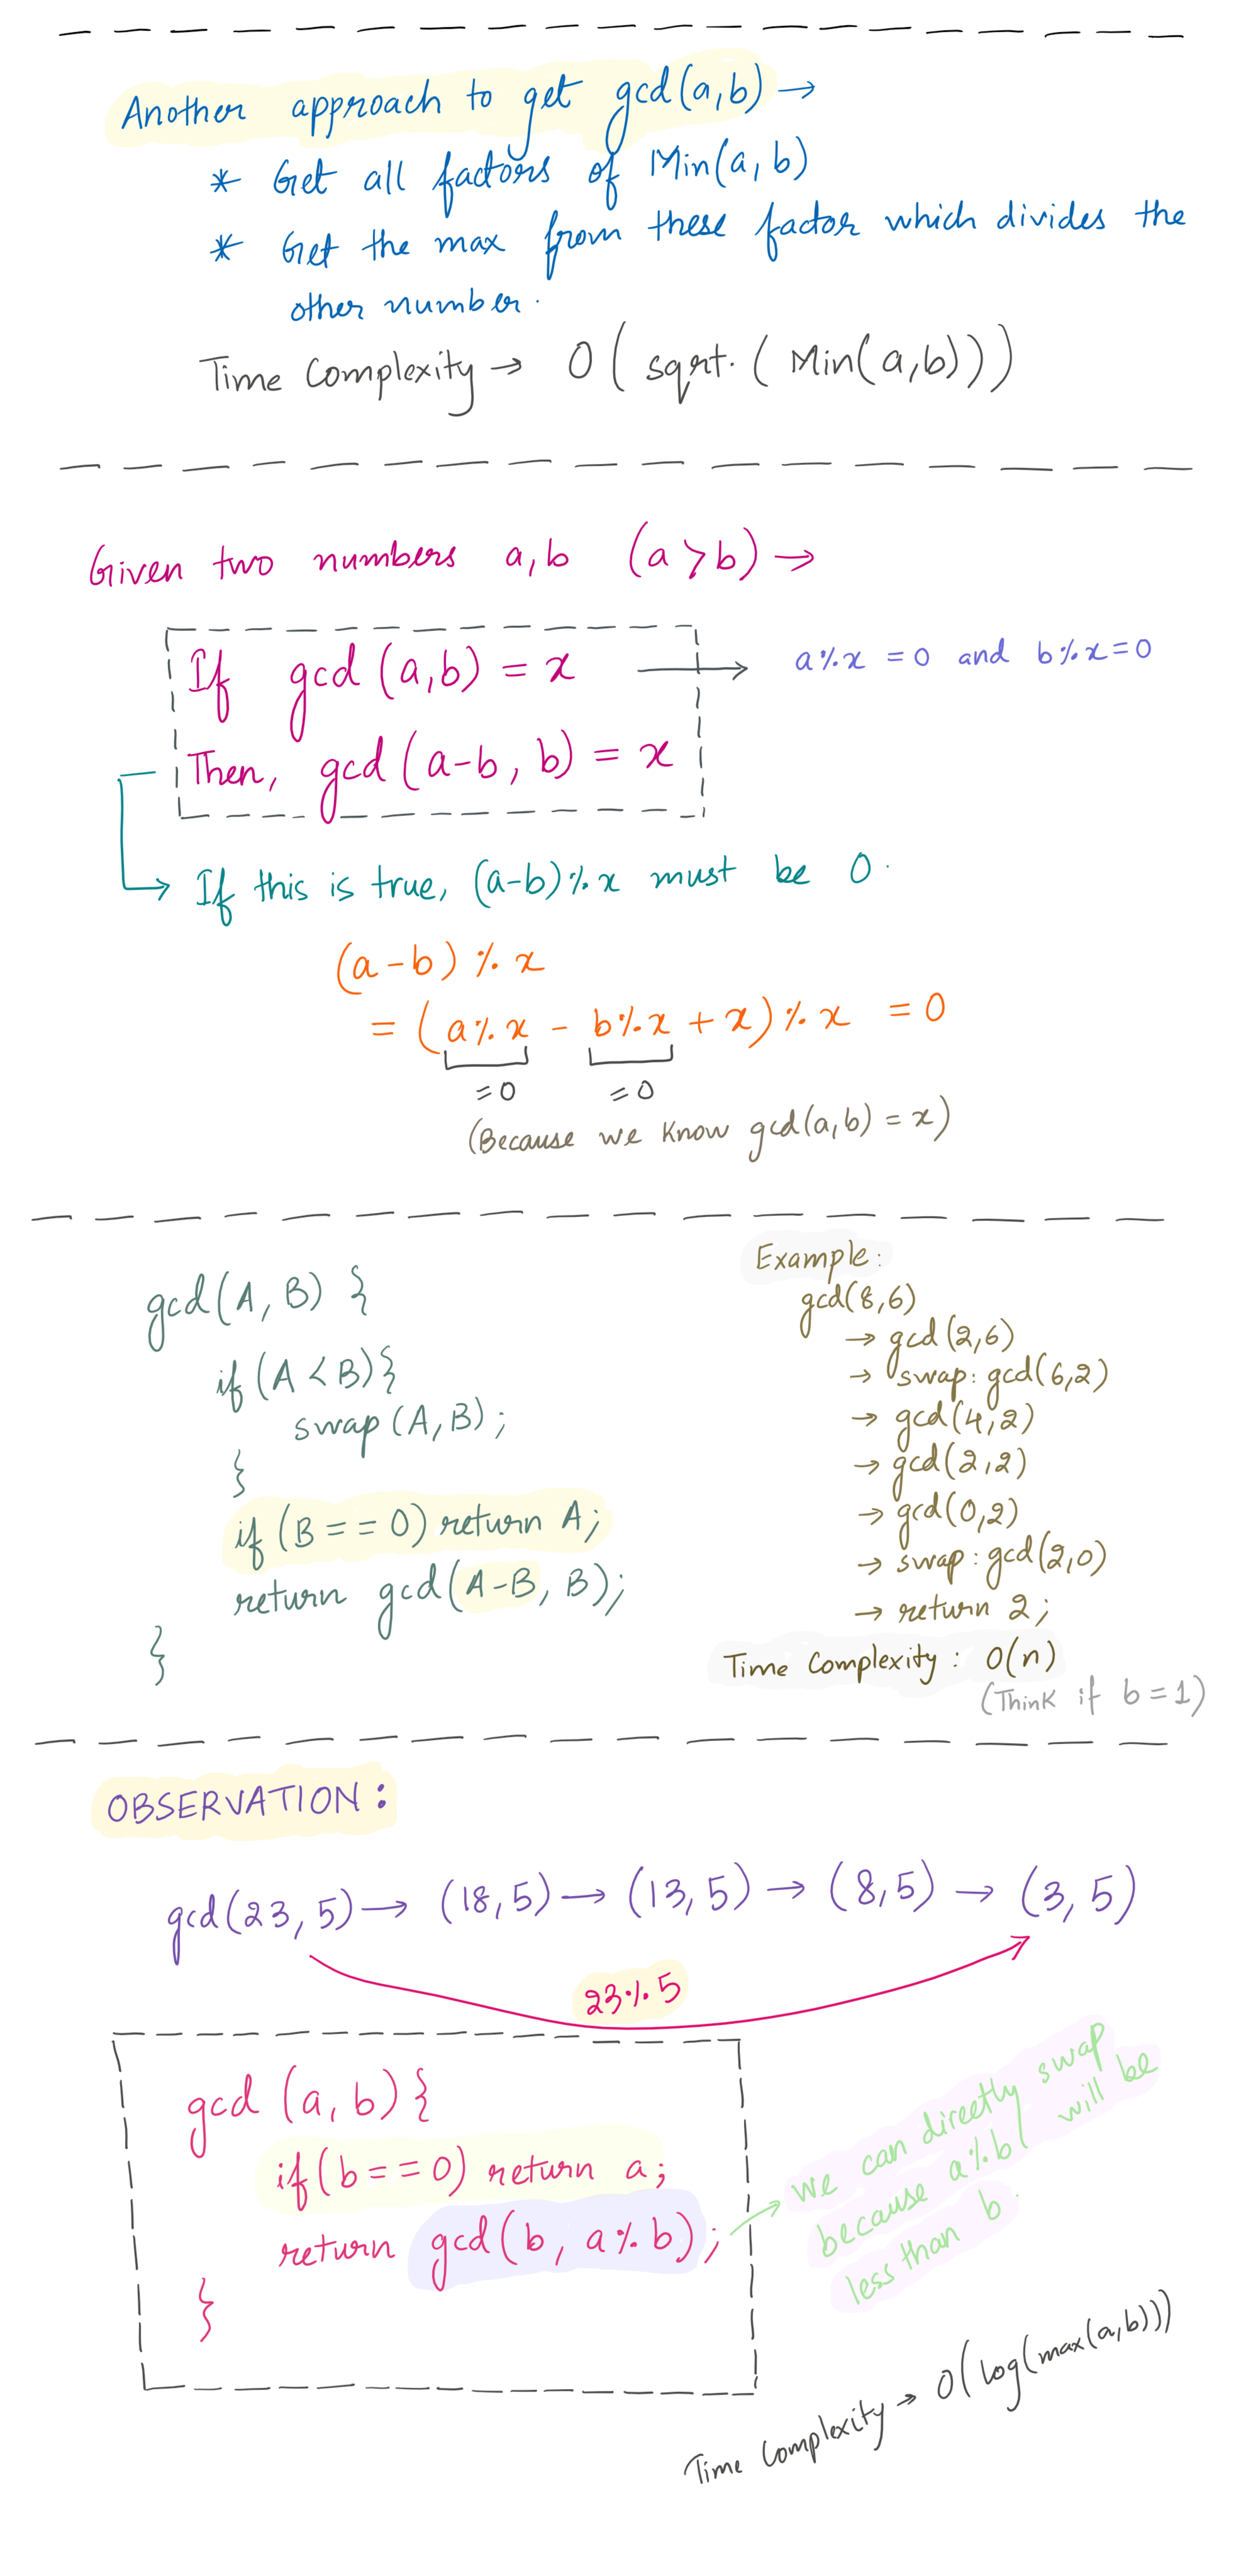 Another approach to get gcd(a,b) →
* Get all factors of Min(a,b)
* Get the max from these factor which divides the
other number.
Time Complexity → O(sqrt.(Min(a,b)))
Given two numbers a,b (a>b) →
If gcd(a,b) = x → a%x = 0 and b%x=0
Then, gcd(a-b, b) = x
If this is true, (a-b)%x must be 0.
(a-b) % x
= (a%x - b%x + x)%x = 0
=0 =0
(Because we know gcd(a,b) = x)
gcd(A, B) {
if (A < B){
swap(A,B);
}
if (B == 0) return A;
return gcd(A-B, B);
}
Example:
gcd(8,6)
→ gcd(2,6)
→ swap: gcd(6,2)
→ gcd(4,2)
→ gcd(2,2)
→ gcd(0,2)
→ swap: gcd(2,0)
→ return 2;
Time Complexity: O(n)
(Think if b=1)
OBSERVATION:
gcd(23, 5) → (18,5) → (13,5) → (8,5) → (3,5)
23%5
gcd (a,b){
if(b==0) return a;
return gcd(b, a%b);
}
we can directly swap
because a%b will be
less than b.
Time Complexity → O(log(max(a,b)))